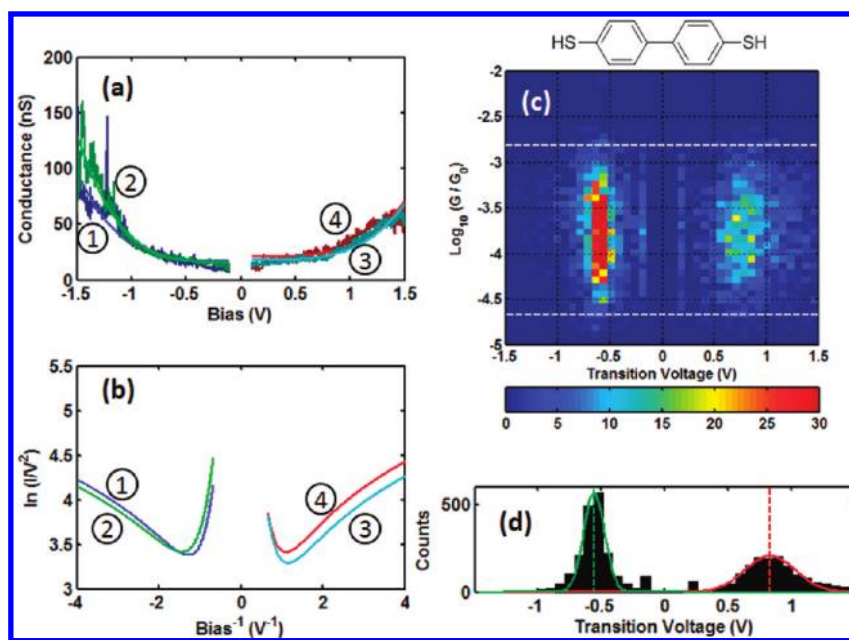 HS
SH
200
150
100
50
0
Conductance (nS)
(a)
1
2
3
4
-1.5 -1 -0.5 0 0.5 1 1.5
Bias (V)
-2
-2.5
-3
-3.5
-4
-4.5
-5
Log10 (G / G0)
(c)
-1.5 -1 -0.5 0 0.5 1 1.5
Transition Voltage (V)
0 5 10 15 20 25 30
5.5
5
4.5
4
3.6
3
ln (I/V²)
(b)
1
2
3
4
-4 -2 0 2 4
Bias⁻¹ (V⁻¹)
500
0
Counts
(d)
-1 -0.5 0 0.5 1
Transition Voltage (V)